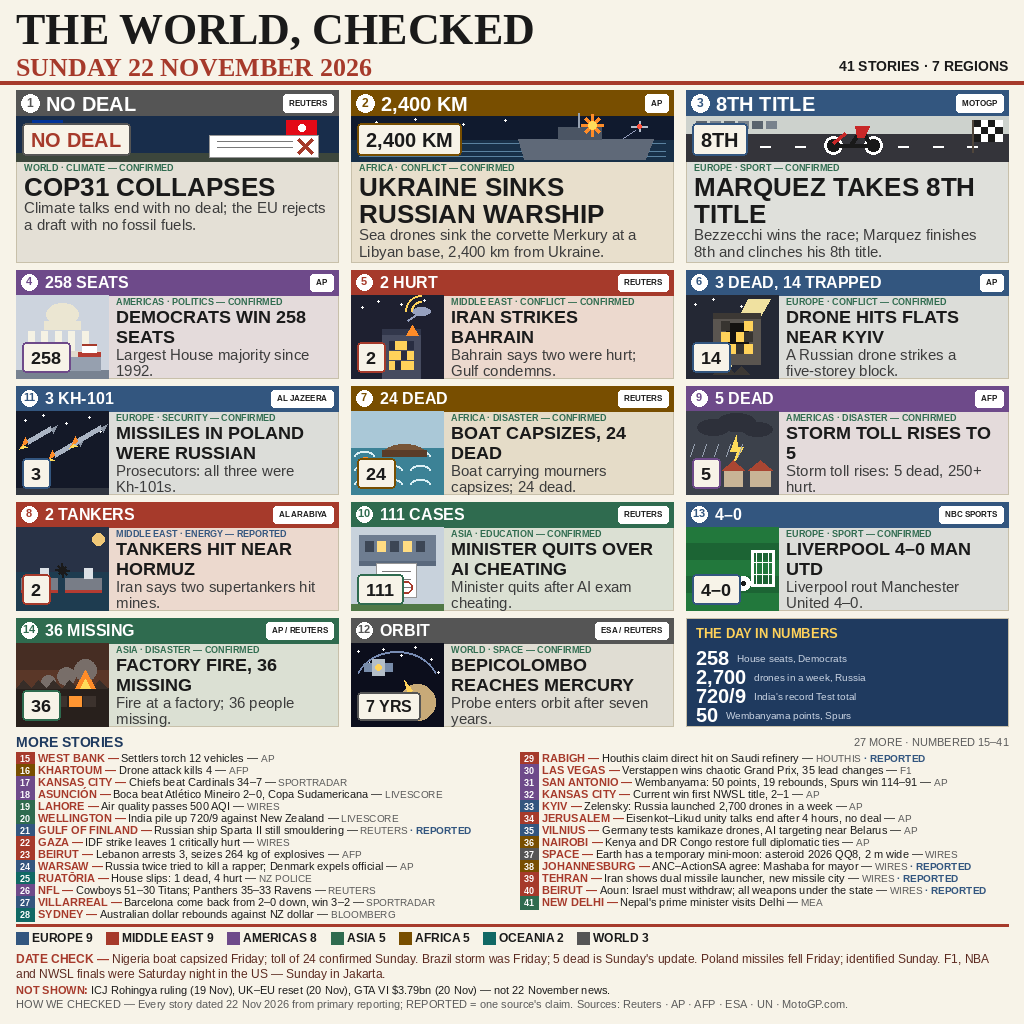 THE WORLD, CHECKED
SUNDAY 22 NOVEMBER 2026
41 STORIES · 7 REGIONS
1 NO DEAL REUTERS
NO DEAL
WORLD · CLIMATE — CONFIRMED
COP31 COLLAPSES
Climate talks end with no deal; the EU rejects
a draft with no fossil fuels.
2 2,400 KM AP
2,400 KM
AFRICA · CONFLICT — CONFIRMED
UKRAINE SINKS
RUSSIAN WARSHIP
Sea drones sink the corvette Merkury at a
Libyan base, 2,400 km from Ukraine.
3 8TH TITLE MOTOGP
8TH
EUROPE · SPORT — CONFIRMED
MARQUEZ TAKES 8TH
TITLE
Bezzecchi wins the race; Marquez finishes
8th and clinches his 8th title.
4 258 SEATS AP
258
AMERICAS · POLITICS — CONFIRMED
DEMOCRATS WIN 258
SEATS
Largest House majority since
1992.
5 2 HURT REUTERS
2
MIDDLE EAST · CONFLICT — CONFIRMED
IRAN STRIKES
BAHRAIN
Bahrain says two were hurt;
Gulf condemns.
6 3 DEAD, 14 TRAPPED AP
14
EUROPE · CONFLICT — CONFIRMED
DRONE HITS FLATS
NEAR KYIV
A Russian drone strikes a
five-storey block.
11 3 KH-101 AL JAZEERA
3
EUROPE · SECURITY — CONFIRMED
MISSILES IN POLAND
WERE RUSSIAN
Prosecutors: all three were
Kh-101s.
7 24 DEAD REUTERS
24
AFRICA · DISASTER — CONFIRMED
BOAT CAPSIZES, 24
DEAD
Boat carrying mourners
capsizes; 24 dead.
9 5 DEAD AFP
5
AMERICAS · DISASTER — CONFIRMED
STORM TOLL RISES TO
5
Storm toll rises: 5 dead, 250+
hurt.
8 2 TANKERS AL ARABIYA
2
MIDDLE EAST · ENERGY — REPORTED
TANKERS HIT NEAR
HORMUZ
Iran says two supertankers hit
mines.
10 111 CASES REUTERS
111
ASIA · EDUCATION — CONFIRMED
MINISTER QUITS OVER
AI CHEATING
Minister quits after AI exam
cheating.
13 4–0 NBC SPORTS
4–0
EUROPE · SPORT — CONFIRMED
LIVERPOOL 4–0 MAN
UTD
Liverpool rout Manchester
United 4–0.
14 36 MISSING AP / REUTERS
36
ASIA · DISASTER — CONFIRMED
FACTORY FIRE, 36
MISSING
Fire at a factory; 36 people
missing.
12 ORBIT ESA / REUTERS
7 YRS
WORLD · SPACE — CONFIRMED
BEPICOLOMBO
REACHES MERCURY
Probe enters orbit after seven
years.
THE DAY IN NUMBERS
258 House seats, Democrats
2,700 drones in a week, Russia
720/9 India's record Test total
50 Wembanyama points, Spurs
MORE STORIES
27 MORE · NUMBERED 15–41
15 WEST BANK — Settlers torch 12 vehicles — AP
16 KHARTOUM — Drone attack kills 4 — AFP
17 KANSAS CITY — Chiefs beat Cardinals 34–7 — SPORTRADAR
18 ASUNCIÓN — Boca beat Atlético Mineiro 2–0, Copa Sudamericana — LIVESCORE
19 LAHORE — Air quality passes 500 AQI — WIRES
20 WELLINGTON — India pile up 720/9 against New Zealand — LIVESCORE
21 GULF OF FINLAND — Russian ship Sparta II still smouldering — REUTERS · REPORTED
22 GAZA — IDF strike leaves 1 critically hurt — WIRES
23 BEIRUT — Lebanon arrests 3, seizes 264 kg of explosives — AFP
24 WARSAW — Russia twice tried to kill a rapper; Denmark expels official — AP
25 RUATŌRIA — House slips: 1 dead, 4 hurt — NZ POLICE
26 NFL — Cowboys 51–30 Titans; Panthers 35–33 Ravens — REUTERS
27 VILLARREAL — Barcelona come back from 2–0 down, win 3–2 — SPORTRADAR
28 SYDNEY — Australian dollar rebounds against NZ dollar — BLOOMBERG
29 RABIGH — Houthis claim direct hit on Saudi refinery — HOUTHIS · REPORTED
30 LAS VEGAS — Verstappen wins chaotic Grand Prix, 35 lead changes — F1
31 SAN ANTONIO — Wembanyama: 50 points, 19 rebounds, Spurs win 114–91 — AP
32 KANSAS CITY — Current win first NWSL title, 2–1 — AP
33 KYIV — Zelensky: Russia launched 2,700 drones in a week — AP
34 JERUSALEM — Eisenkot–Likud unity talks end after 4 hours, no deal — AP
35 VILNIUS — Germany tests kamikaze drones, AI targeting near Belarus — AP
36 NAIROBI — Kenya and DR Congo restore full diplomatic ties — AP
37 SPACE — Earth has a temporary mini-moon: asteroid 2026 QQ8, 2 m wide — WIRES
38 JOHANNESBURG — ANC–ActionSA agree: Mashaba for mayor — WIRES · REPORTED
39 TEHRAN — Iran shows dual missile launcher, new missile city — WIRES · REPORTED
40 BEIRUT — Aoun: Israel must withdraw; all weapons under the state — WIRES · REPORTED
41 NEW DELHI — Nepal's prime minister visits Delhi — MEA
EUROPE 9 MIDDLE EAST 9 AMERICAS 8 ASIA 5 AFRICA 5 OCEANIA 2 WORLD 3
DATE CHECK — Nigeria boat capsized Friday; toll of 24 confirmed Sunday. Brazil storm was Friday; 5 dead is Sunday's update. Poland missiles fell Friday; identified Sunday. F1, NBA
and NWSL finals were Saturday night in the US — Sunday in Jakarta.
NOT SHOWN: ICJ Rohingya ruling (19 Nov), UK–EU reset (20 Nov), GTA VI $3.79bn (20 Nov) — not 22 November news.
HOW WE CHECKED — Every story dated 22 Nov 2026 from primary reporting; REPORTED = one source's claim. Sources: Reuters · AP · AFP · ESA · UN · MotoGP.com.